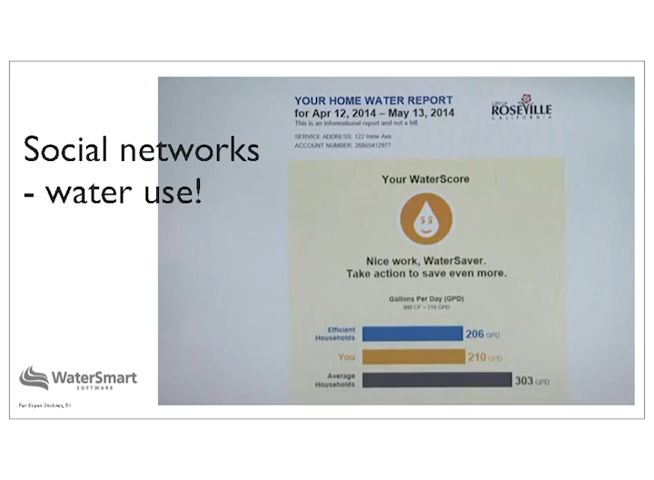 Social networks
- water use!
YOUR HOME WATER REPORT
for Apr 12, 2014 – May 13, 2014
This is an informational report and not a bill
SERVICE ADDRESS: 122 Irene Ave
ACCOUNT NUMBER: 26865412977
CITY OF
ROSEVILLE
CALIFORNIA
Your WaterScore
Nice work, WaterSaver.
Take action to save even more.
Gallons Per Day (GPD)
Efficient
Households
206 GPD
You
210 GPD
Average
Households
303 GPD
WaterSmart
SOFTWARE
Per Espen Stoknes, BI